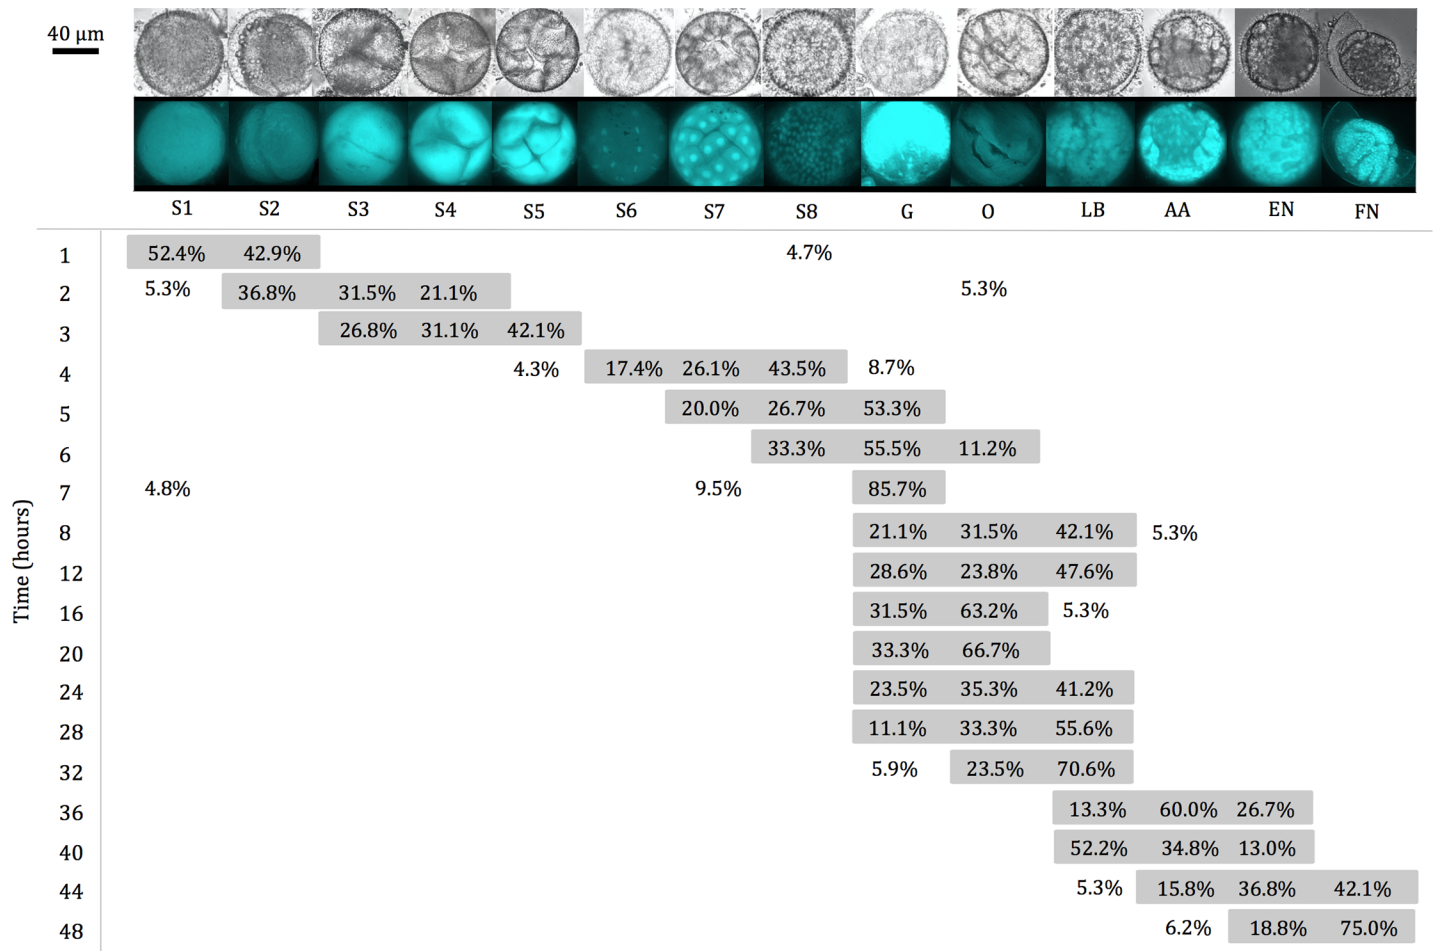 40 μm
S1 S2 S3 S4 S5 S6 S7 S8 G O LB AA EN FN
Time (hours)
1 52.4% 42.9% 4.7%
2 5.3% 36.8% 31.5% 21.1% 5.3%
3 26.8% 31.1% 42.1%
4 4.3% 17.4% 26.1% 43.5% 8.7%
5 20.0% 26.7% 53.3%
6 33.3% 55.5% 11.2%
7 4.8% 9.5% 85.7%
8 21.1% 31.5% 42.1% 5.3%
12 28.6% 23.8% 47.6%
16 31.5% 63.2% 5.3%
20 33.3% 66.7%
24 23.5% 35.3% 41.2%
28 11.1% 33.3% 55.6%
32 5.9% 23.5% 70.6%
36 13.3% 60.0% 26.7%
40 52.2% 34.8% 13.0%
44 5.3% 15.8% 36.8% 42.1%
48 6.2% 18.8% 75.0%